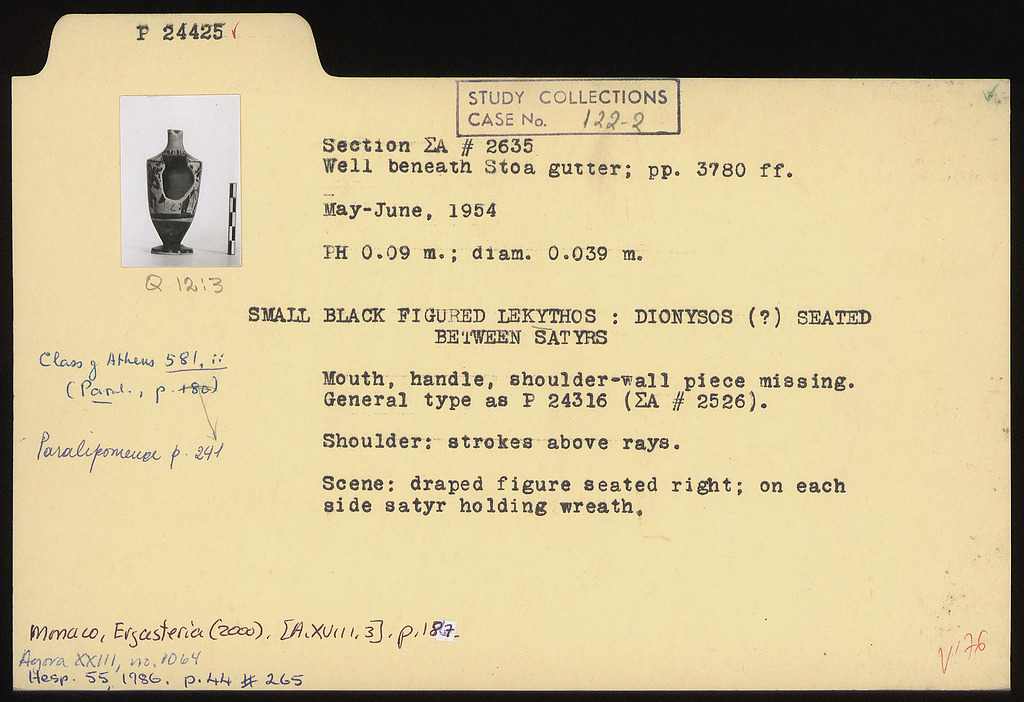 P 24425 ✓
STUDY COLLECTIONS
CASE No. 122-2
Section ΣA # 2635
Well beneath Stoa gutter; pp. 3780 ff.
May-June, 1954
PH 0.09 m.; diam. 0.039 m.
Q 12:3
SMALL BLACK FIGURED LEKYTHOS : DIONYSOS (?) SEATED
BETWEEN SATYRS
Class of Athens 581, ii
(Paral., p. 180)
Paralipomena p. 241
Mouth, handle, shoulder-wall piece missing.
General type as P 24316 (ΣA # 2526).
Shoulder: strokes above rays.
Scene: draped figure seated right; on each
side satyr holding wreath.
Monaco, Ergasteria (2000). [A.XVIII,3]. p.187.
Agora XXIII, no. 1064
Hesp. 55, 1986. p.44 # 265
V.'76